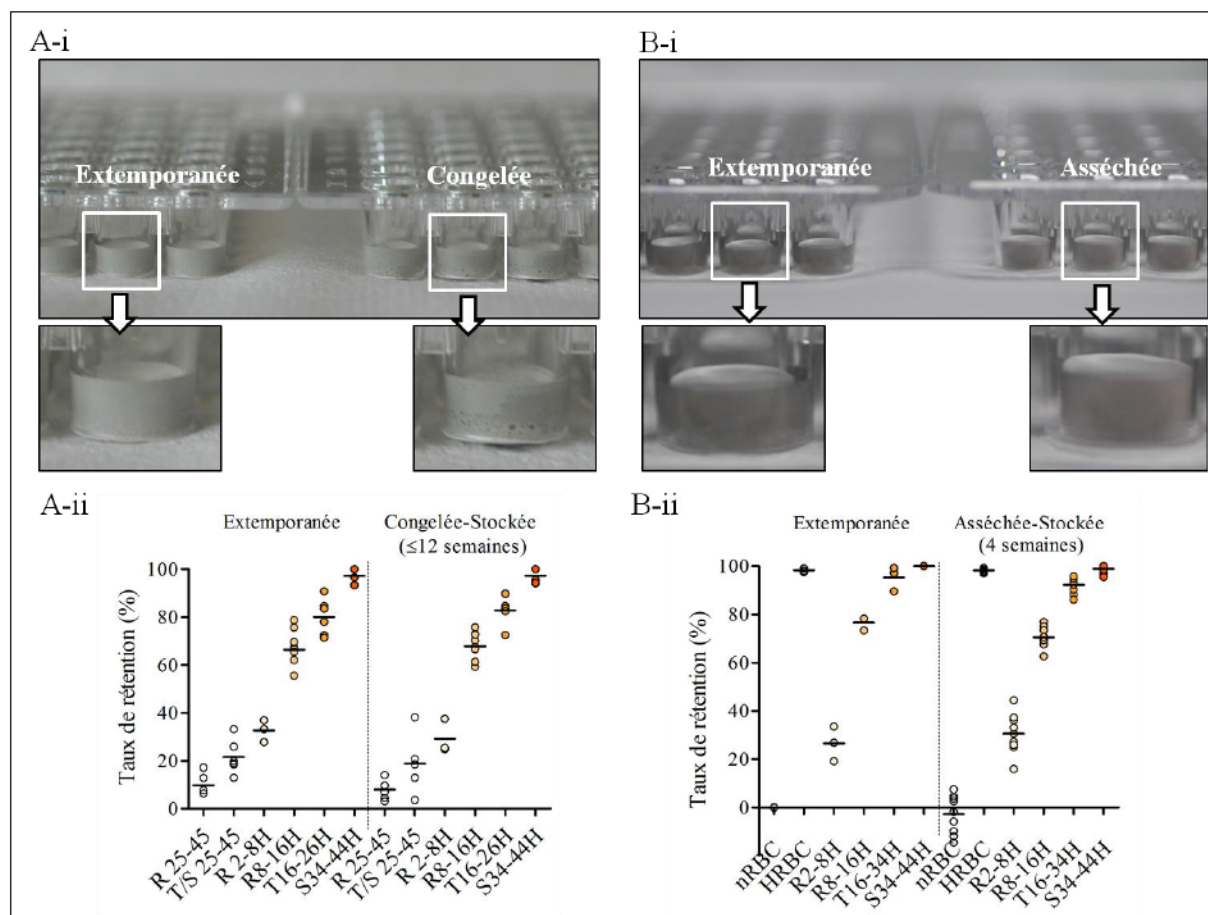 A-i
B-i
Extemporanée
Congelée
Extemporanée
Asséchée
A-ii
Extemporanée
Congelée-Stockée
(≤12 semaines)
Taux de rétention (%)
100
80
60
40
20
0
R 25-45
T/S 25-45
R 2-8H
R8-16H
T16-26H
S34-44H
R 25-45
T/S 25-45
R 2-8H
R8-16H
T16-26H
S34-44H
B-ii
Extemporanée
Asséchée-Stockée
(4 semaines)
Taux de rétention (%)
100
80
60
40
20
0
nRBC
HRBC
R2-8H
R8-16H
T16-34H
S34-44H
nRBC
HRBC
R2-8H
R8-16H
T16-34H
S34-44H